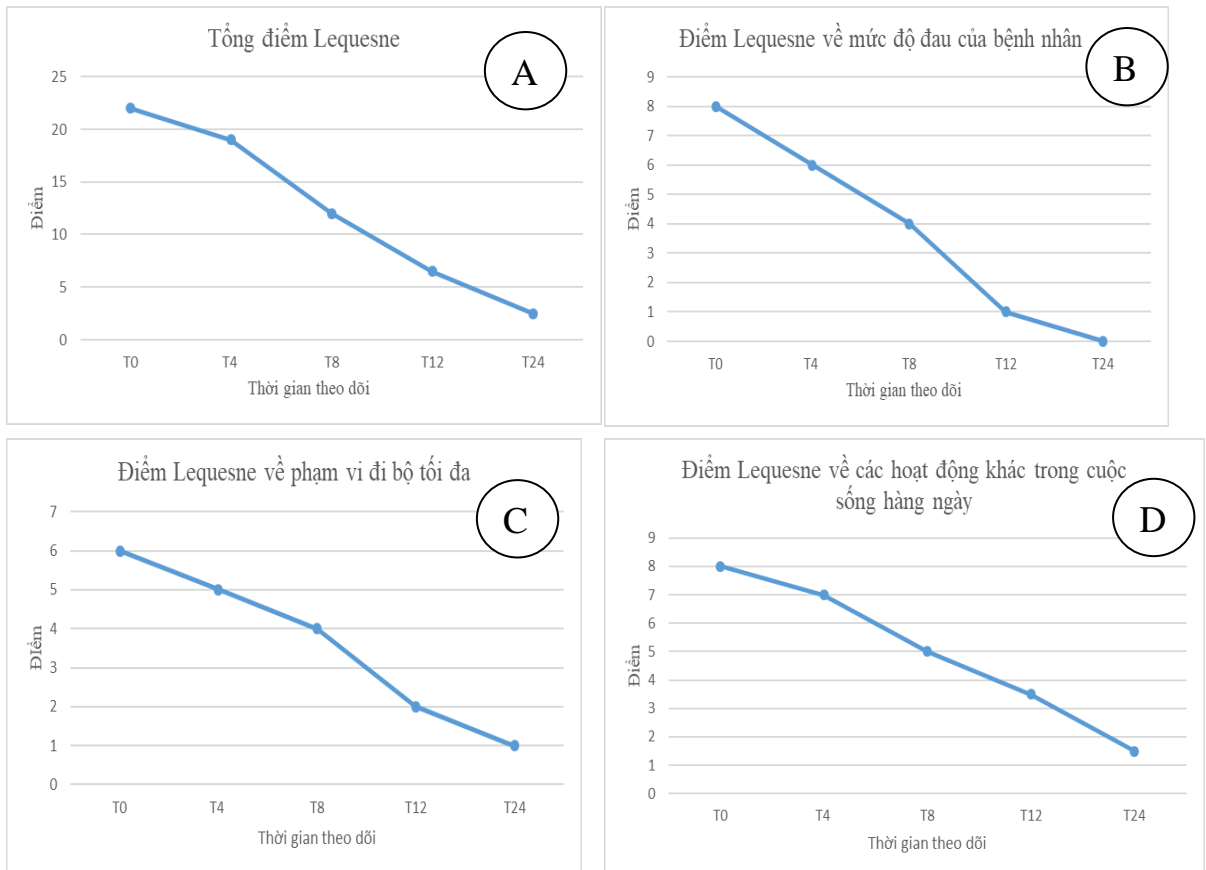 Tổng điểm Lequesne
A
25
20
15
10
5
0
Điểm
T0 T4 T8 T12 T24
Thời gian theo dõi
Điểm Lequesne về mức độ đau của bệnh nhân
B
9
8
7
6
5
4
3
2
1
0
Điểm
T0 T4 T8 T12 T24
Thời gian theo dõi
Điểm Lequesne về phạm vi đi bộ tối đa
C
7
6
5
4
3
2
1
0
ĐIểm
T0 T4 T8 T12 T24
Thời gian theo dõi
Điểm Lequesne về các hoạt động khác trong cuộc
sống hàng ngày
D
9
8
7
6
5
4
3
2
1
0
Điểm
T0 T4 T8 T12 T24
Thời gian theo dõi